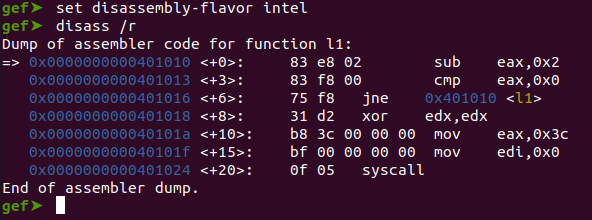 gef➤ set disassembly-flavor intel
gef➤ disass /r
Dump of assembler code for function l1:
=> 0x0000000000401010 <+0>: 83 e8 02 sub eax,0x2
0x0000000000401013 <+3>: 83 f8 00 cmp eax,0x0
0x0000000000401016 <+6>: 75 f8 jne 0x401010 <l1>
0x0000000000401018 <+8>: 31 d2 xor edx,edx
0x000000000040101a <+10>: b8 3c 00 00 00 mov eax,0x3c
0x000000000040101f <+15>: bf 00 00 00 00 mov edi,0x0
0x0000000000401024 <+20>: 0f 05 syscall
End of assembler dump.
gef➤